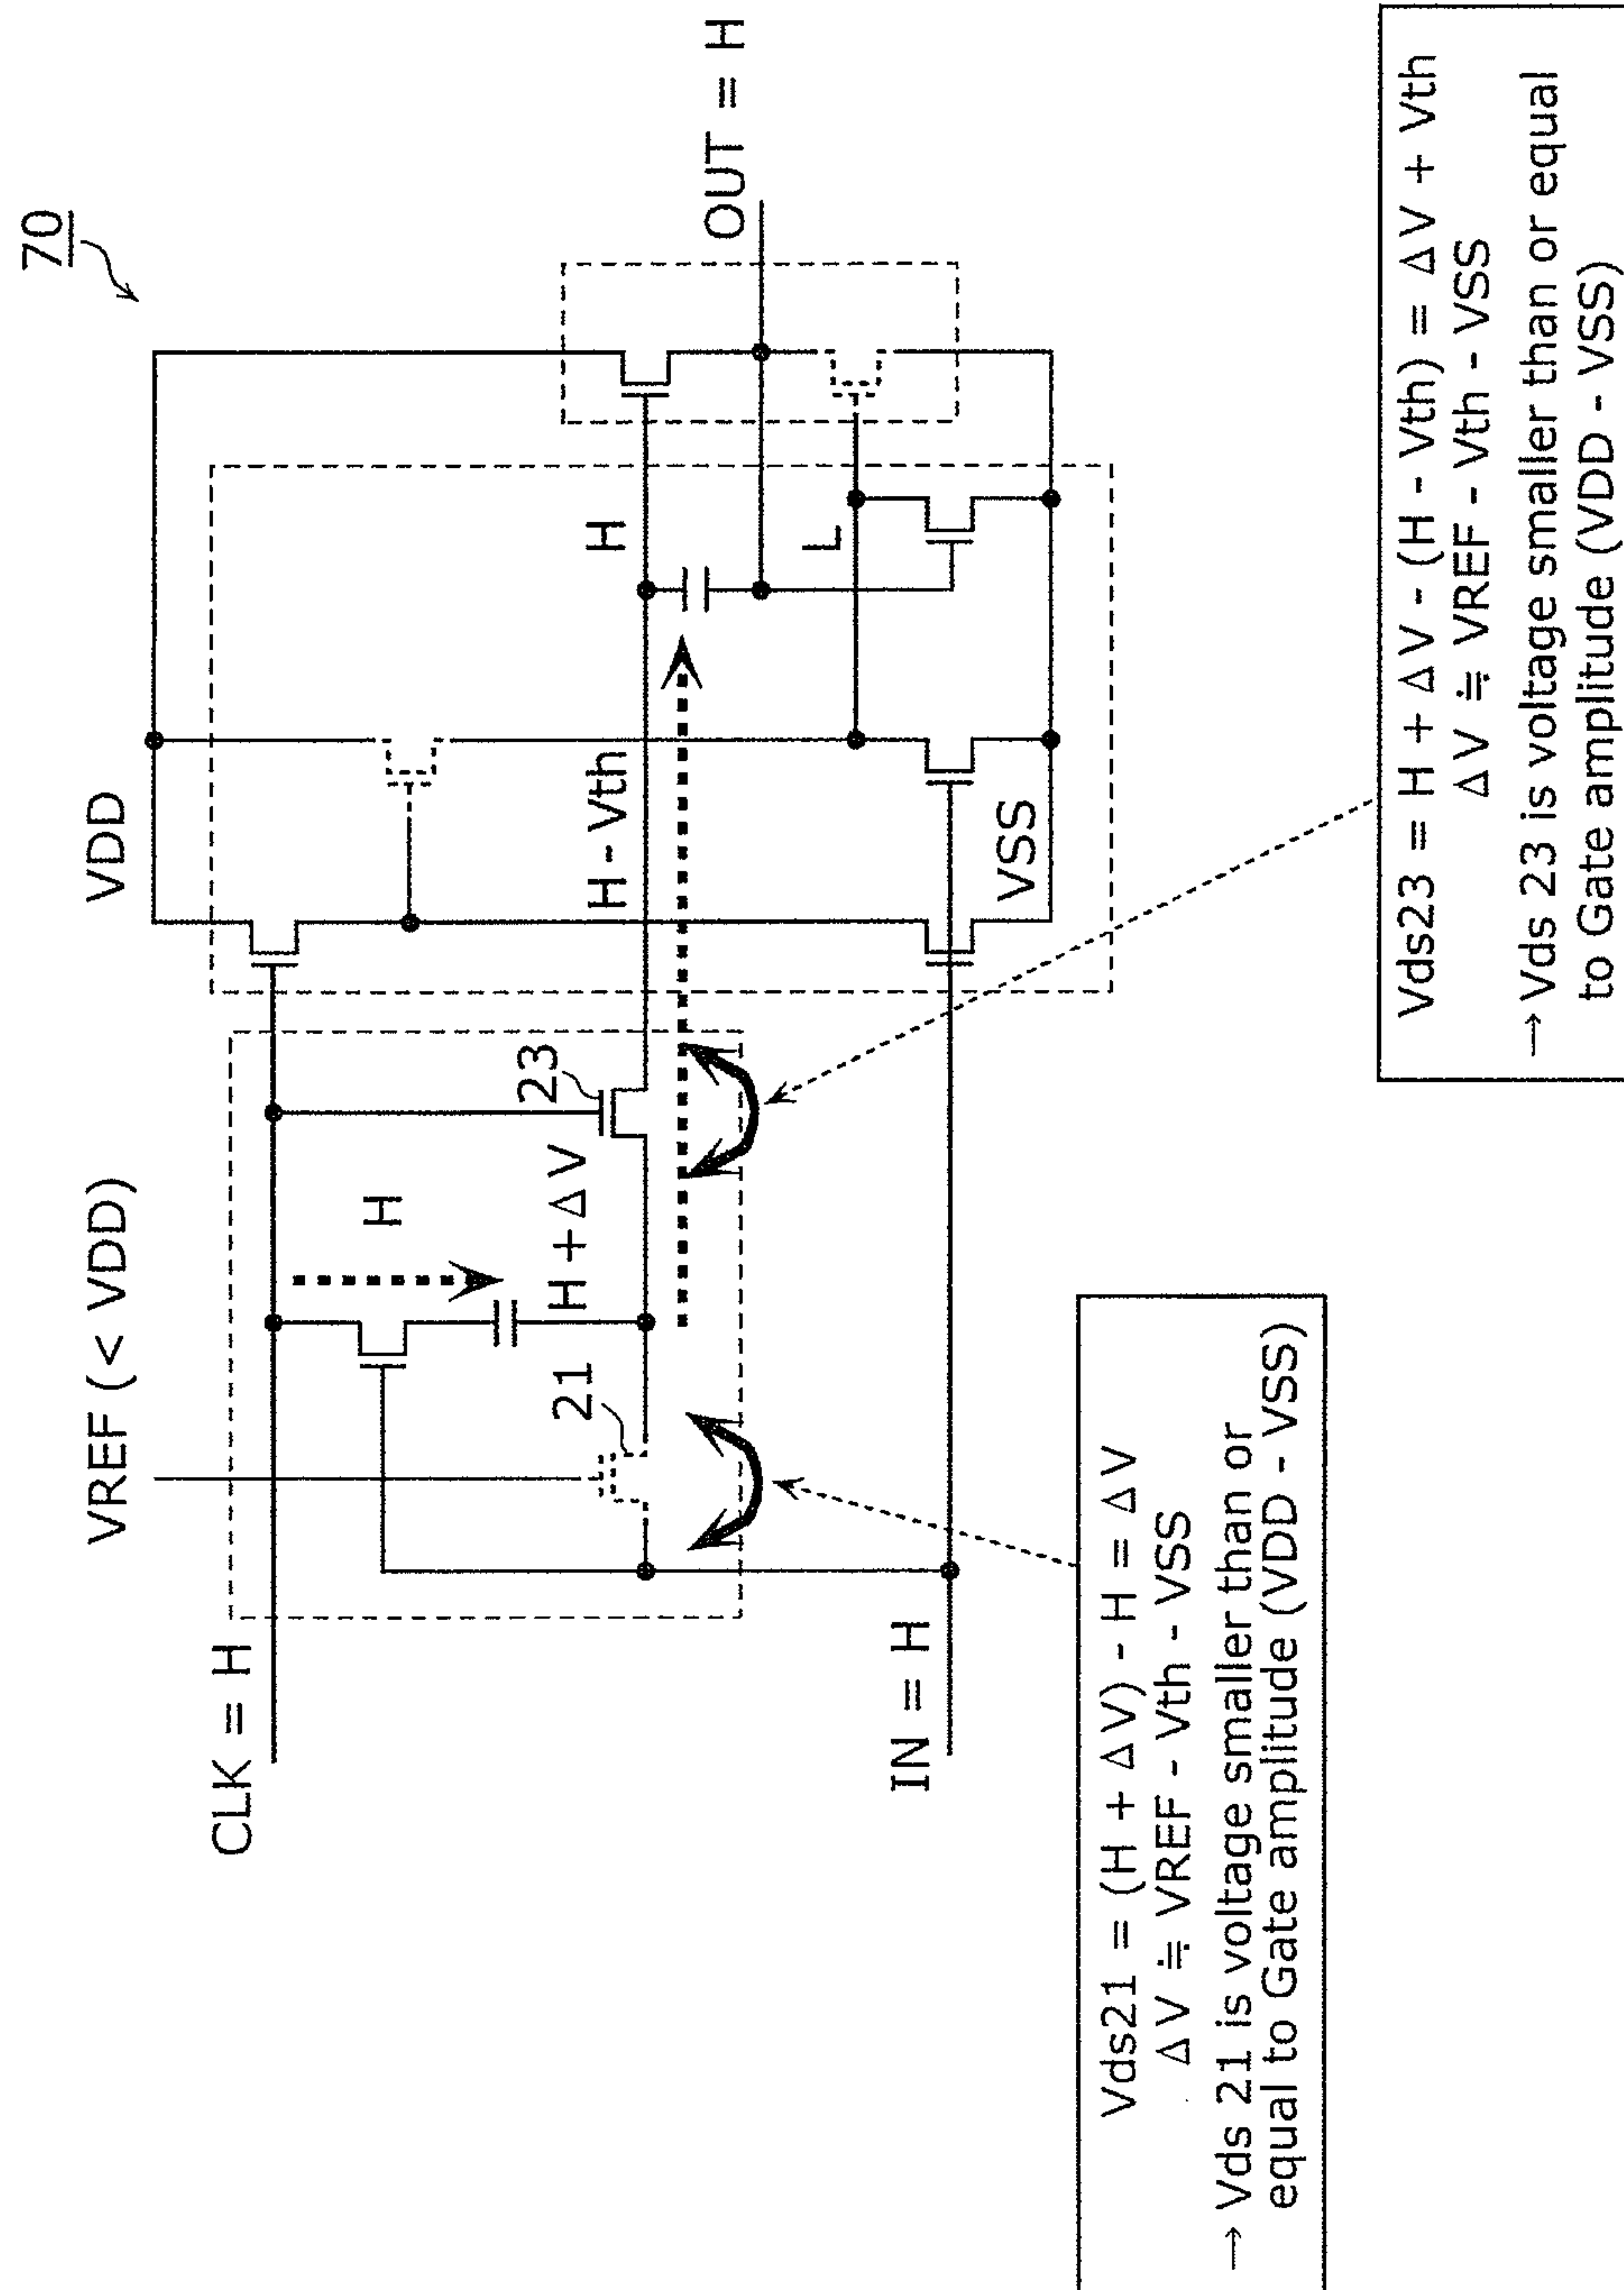 70
VREF (< VDD)
VDD
CLK = H
H
21
H + ΔV
23
H - Vth
H
OUT = H
L
VSS
IN = H
Vds21 = (H + ΔV) - H = ΔV
ΔV ≒ VREF - Vth - VSS
→ Vds 21 is voltage smaller than or
equal to Gate amplitude (VDD - VSS)
Vds23 = H + ΔV - (H - Vth) = ΔV + Vth
ΔV ≒ VREF - Vth - VSS
→ Vds 23 is voltage smaller than or equal
to Gate amplitude (VDD - VSS)